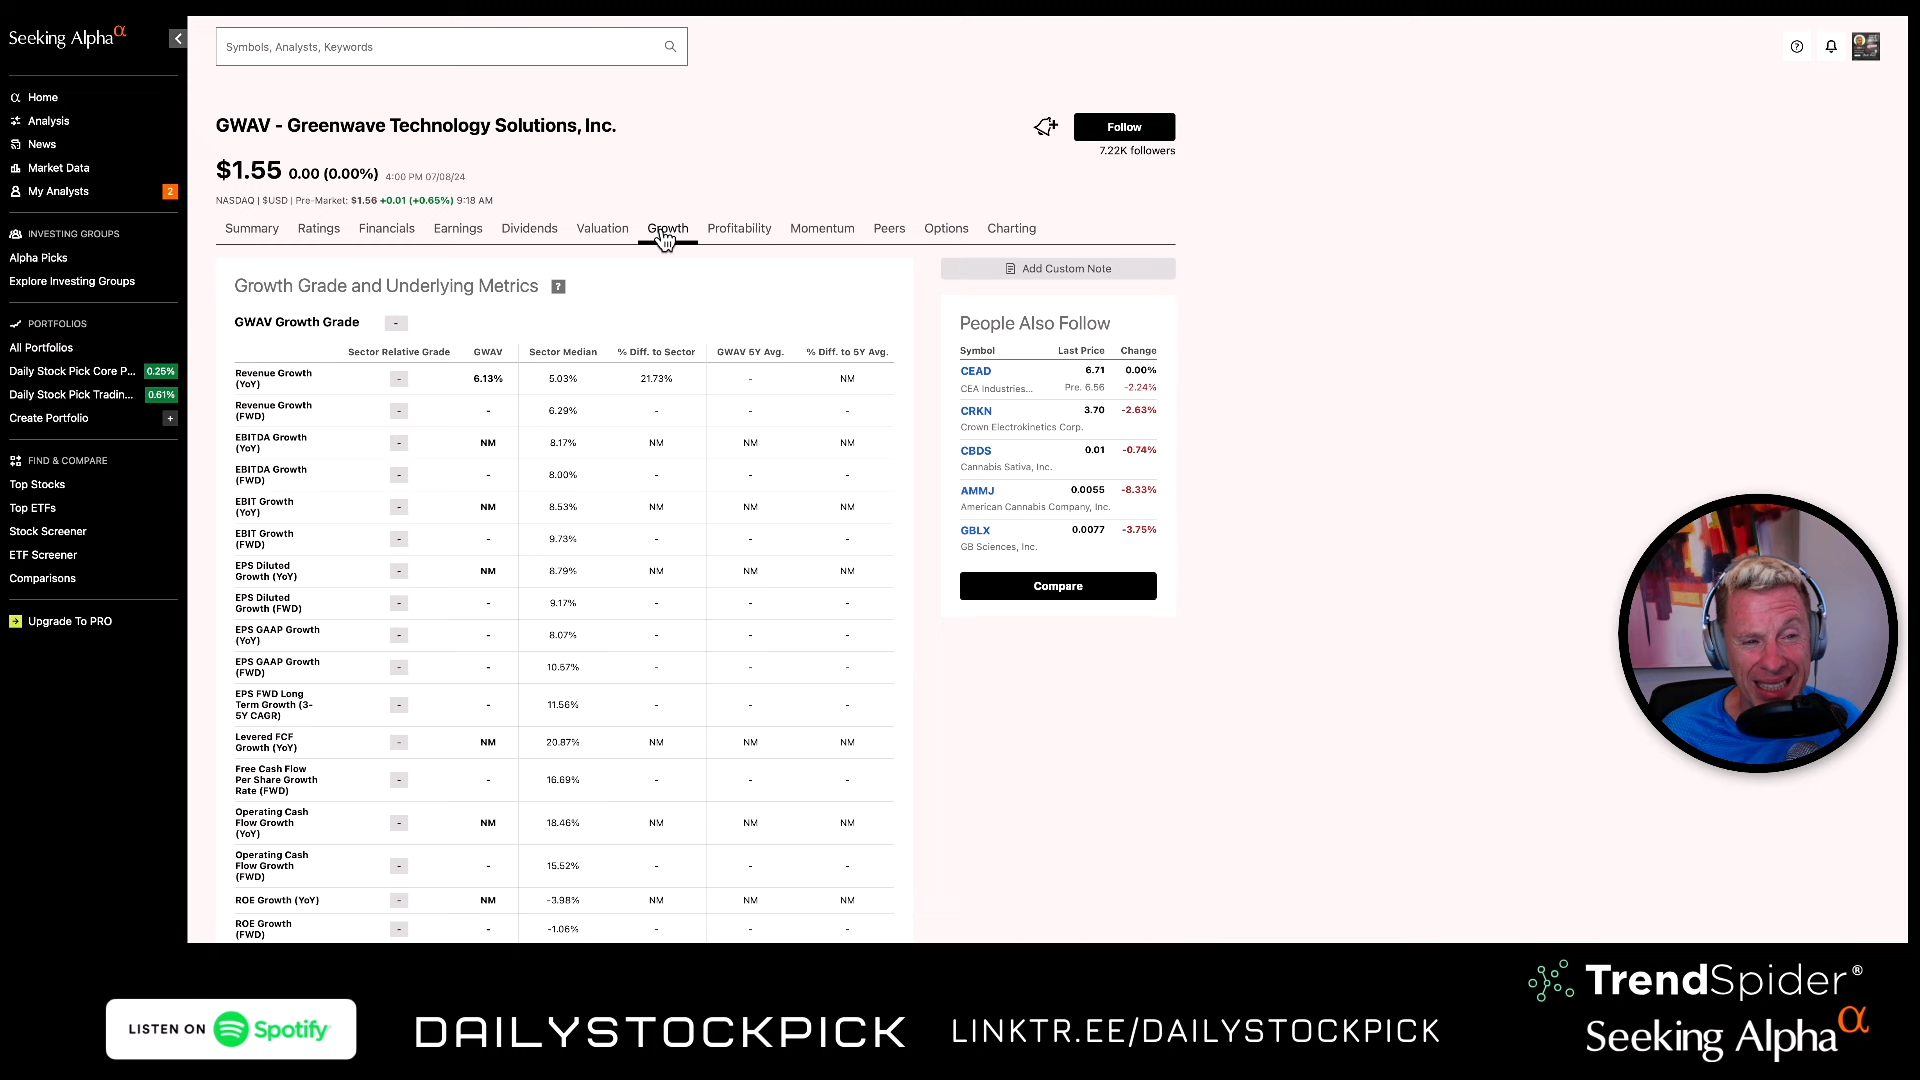 Seeking Alpha α
Symbols, Analysts, Keywords
Home
Analysis
News
Market Data
My Analysts 2
INVESTING GROUPS
Alpha Picks
Explore Investing Groups
PORTFOLIOS
All Portfolios
Daily Stock Pick Core P... 0.25%
Daily Stock Pick Tradin... 0.61%
Create Portfolio +
FIND & COMPARE
Top Stocks
Top ETFs
Stock Screener
ETF Screener
Comparisons
Upgrade To PRO
GWAV - Greenwave Technology Solutions, Inc.
Follow
7.22K followers
$1.55 0.00 (0.00%) 4:00 PM 07/08/24
NASDAQ | $USD | Pre-Market: $1.56 +0.01 (+0.65%) 9:18 AM
Summary Ratings Financials Earnings Dividends Valuation Growth Profitability Momentum Peers Options Charting
Growth Grade and Underlying Metrics ?
GWAV Growth Grade -
Sector Relative Grade GWAV Sector Median % Diff. to Sector GWAV 5Y Avg. % Diff. to 5Y Avg.
Revenue Growth
(YoY) - 6.13% 5.03% 21.73% - NM
Revenue Growth
(FWD) - - 6.29% - - -
EBITDA Growth
(YoY) - NM 8.17% NM NM NM
EBITDA Growth
(FWD) - - 8.00% - - -
EBIT Growth
(YoY) - NM 8.53% NM NM NM
EBIT Growth
(FWD) - - 9.73% - - -
EPS Diluted
Growth (YoY) - NM 8.79% NM NM NM
EPS Diluted
Growth (FWD) - - 9.17% - - -
EPS GAAP Growth
(YoY) - - 8.07% - - -
EPS GAAP Growth
(FWD) - - 10.57% - - -
EPS FWD Long
Term Growth (3-
5Y CAGR) - - 11.56% - - -
Levered FCF
Growth (YoY) - NM 20.87% NM NM NM
Free Cash Flow
Per Share Growth
Rate (FWD) - - 16.69% - - -
Operating Cash
Flow Growth
(YoY) - NM 18.46% NM NM NM
Operating Cash
Flow Growth
(FWD) - - 15.52% - - -
ROE Growth (YoY) - NM -3.98% NM NM NM
ROE Growth
(FWD) - - -1.06% - - -
Add Custom Note
People Also Follow
Symbol Last Price Change
CEAD 6.71 0.00%
CEA Industries... Pre. 6.56 -2.24%
CRKN 3.70 -2.63%
Crown Electrokinetics Corp.
CBDS 0.01 -0.74%
Cannabis Sativa, Inc.
AMMJ 0.0055 -8.33%
American Cannabis Company, Inc.
GBLX 0.0077 -3.75%
GB Sciences, Inc.
Compare
LISTEN ON Spotify
DAILYSTOCKPICK
LINKTR.EE/DAILYSTOCKPICK
TrendSpider®
Seeking Alpha α